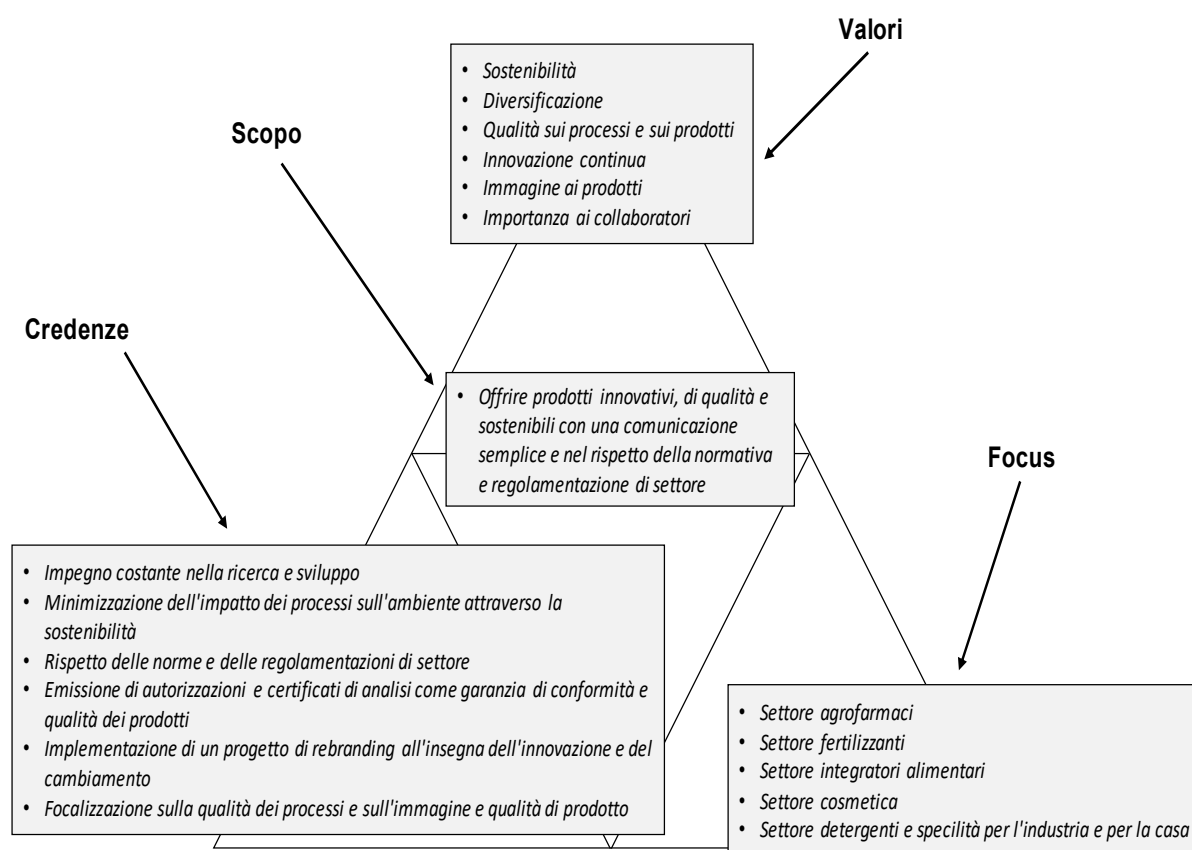 Valori
• Sostenibilità
• Diversificazione
• Qualità sui processi e sui prodotti
• Innovazione continua
• Immagine ai prodotti
• Importanza ai collaboratori
Scopo
• Offrire prodotti innovativi, di qualità e
sostenibili con una comunicazione
semplice e nel rispetto della normativa
e regolamentazione di settore
Credenze
• Impegno costante nella ricerca e sviluppo
• Minimizzazione dell'impatto dei processi sull'ambiente attraverso la
sostenibilità
• Rispetto delle norme e delle regolamentazioni di settore
• Emissione di autorizzazioni e certificati di analisi come garanzia di conformità e
qualità dei prodotti
• Implementazione di un progetto di rebranding all'insegna dell'innovazione e del
cambiamento
• Focalizzazione sulla qualità dei processi e sull'immagine e qualità di prodotto
Focus
• Settore agrofarmaci
• Settore fertilizzanti
• Settore integratori alimentari
• Settore cosmetica
• Settore detergenti e specilità per l'industria e per la casa